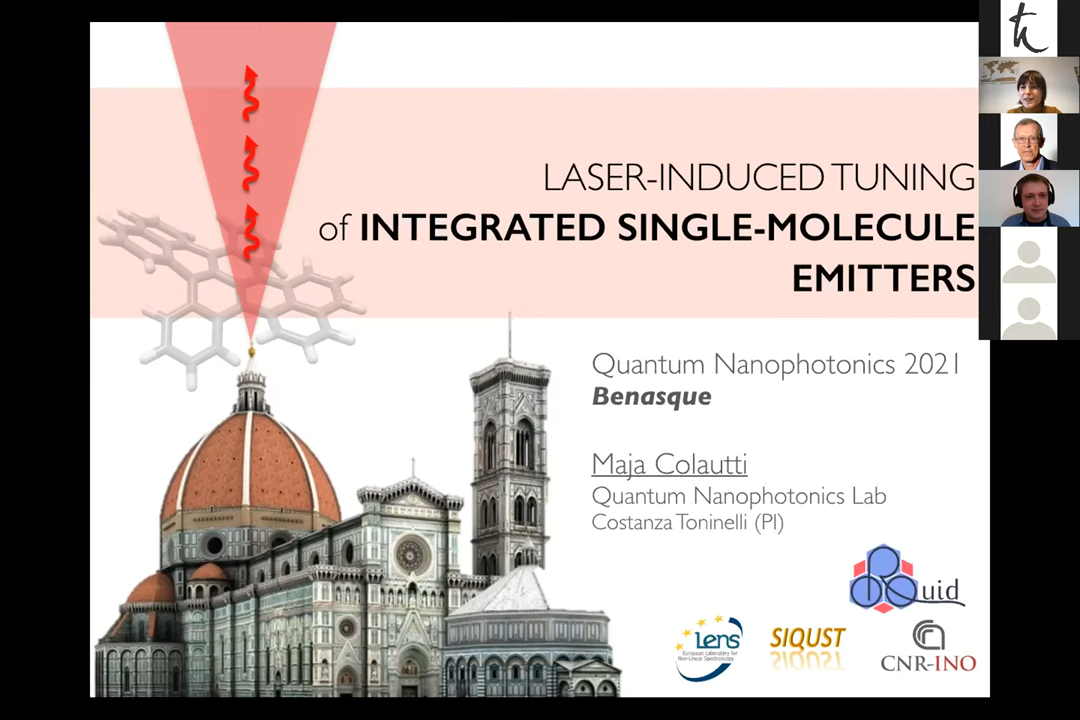 LASER-INDUCED TUNING
of INTEGRATED SINGLE-MOLECULE
EMITTERS
Quantum Nanophotonics 2021
Benasque
Maja Colautti
Quantum Nanophotonics Lab
Costanza Toninelli (PI)
Quid
Lens
European Laboratory for
Non-Linear Spectroscopy
SIQUST
CNR-INO